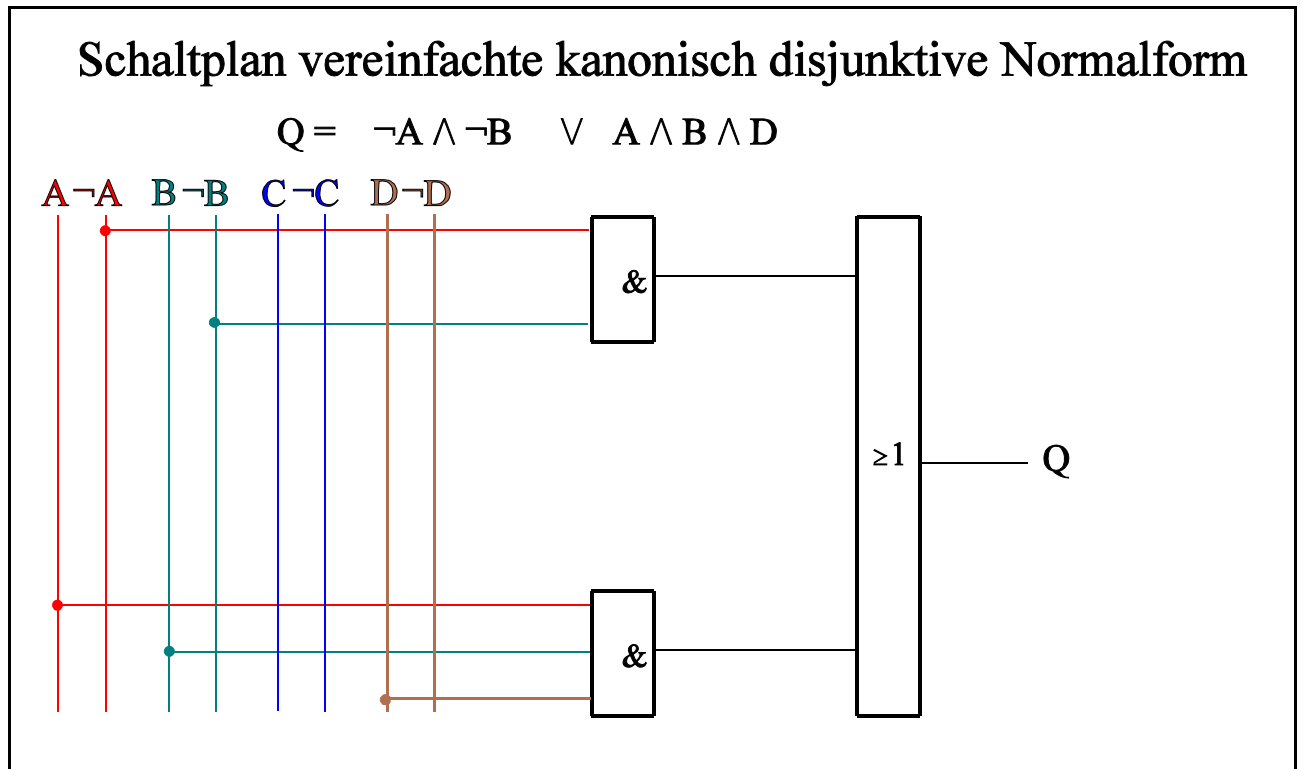 Schaltplan vereinfachte kanonisch disjunktive Normalform
Q = ¬A ⋀ ¬B ⋁ A ⋀ B ⋀ D
A ¬A B ¬B C ¬C D ¬D
&
≥1
Q
&